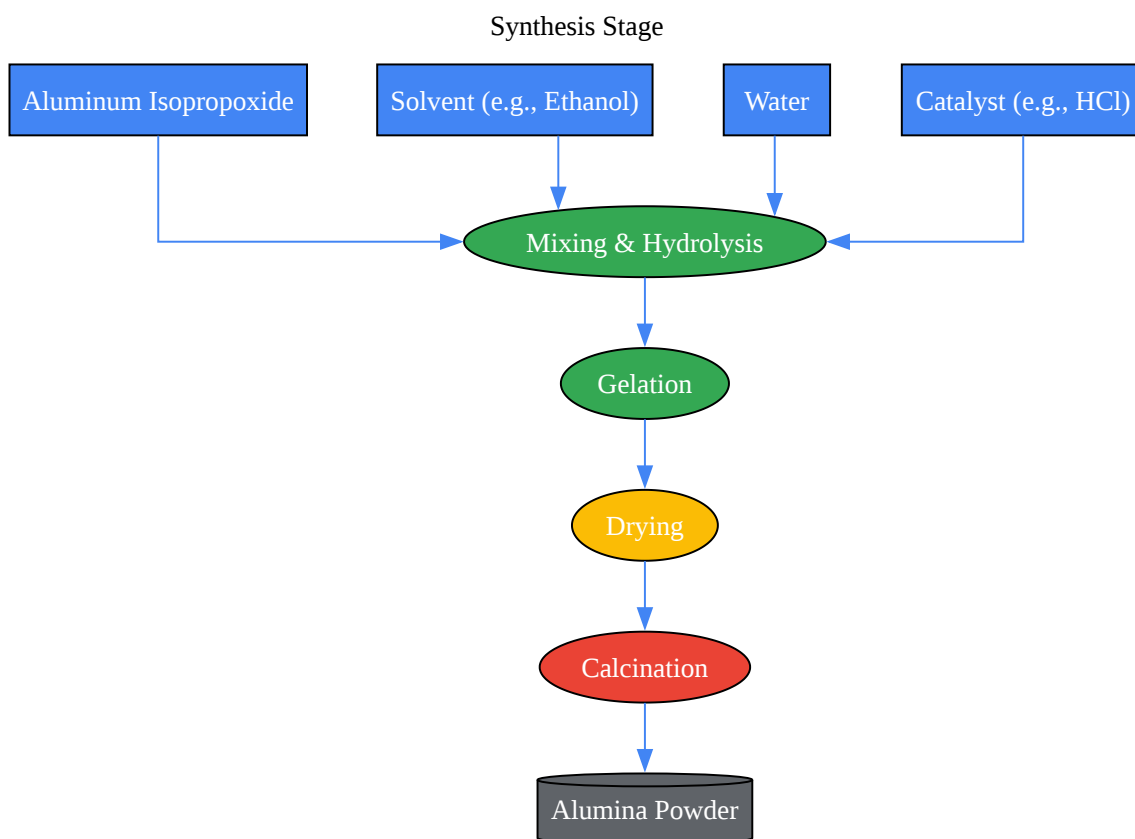 Synthesis Stage
Aluminum Isopropoxide
Solvent (e.g., Ethanol)
Water
Catalyst (e.g., HCl)
Mixing & Hydrolysis
Gelation
Drying
Calcination
Alumina Powder